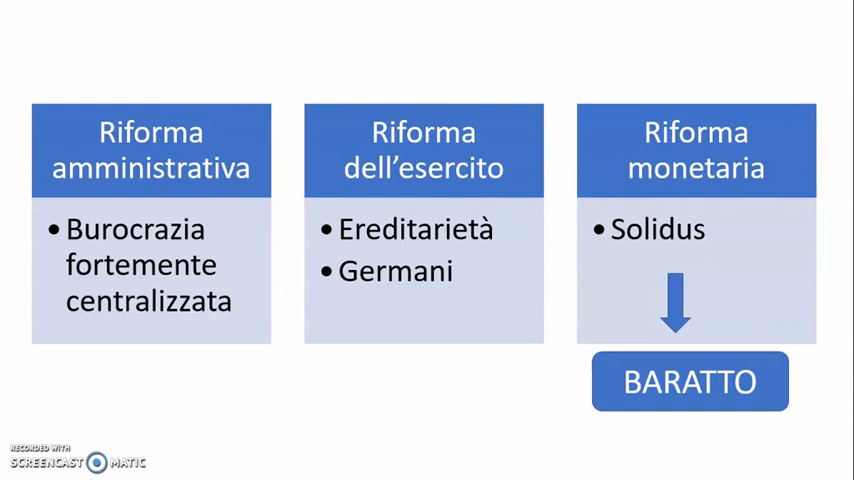 Riforma
amministrativa
• Burocrazia
fortemente
centralizzata
Riforma
dell’esercito
• Ereditarietà
• Germani
Riforma
monetaria
• Solidus
BARATTO
RECORDED WITH
SCREENCAST MATIC